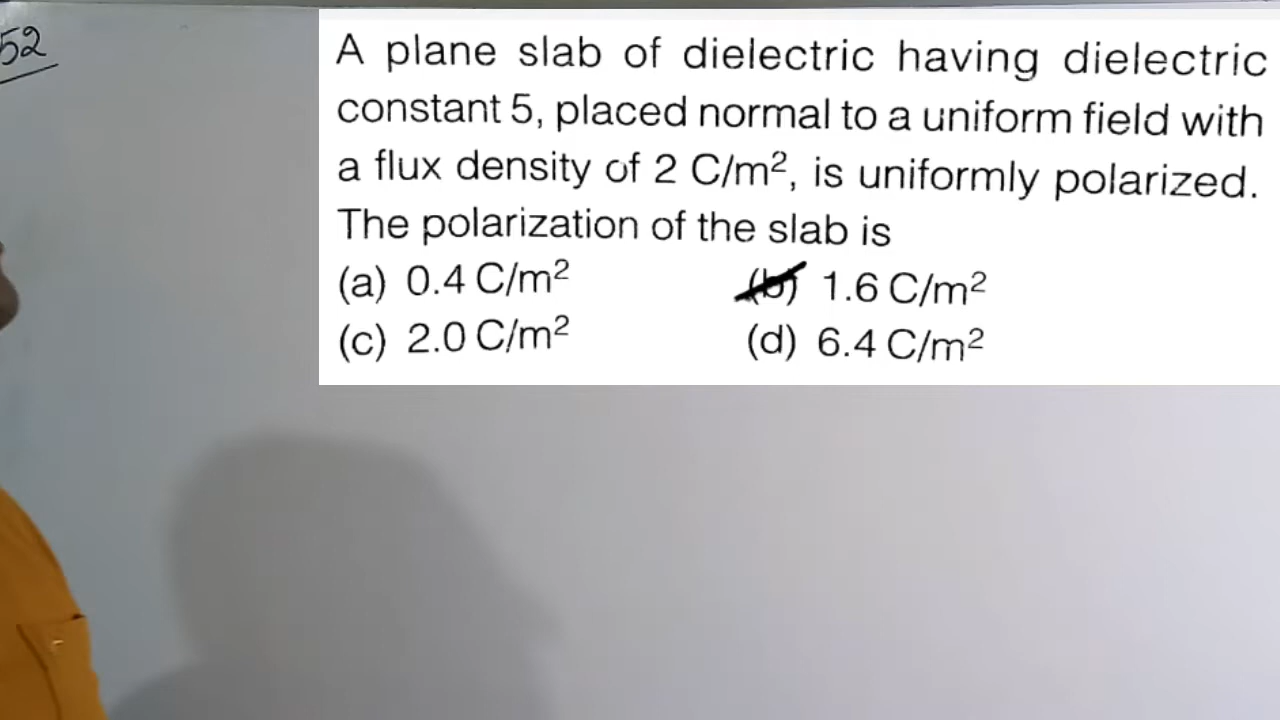 52
A plane slab of dielectric having dielectric
constant 5, placed normal to a uniform field with
a flux density of 2 C/m², is uniformly polarized.
The polarization of the slab is
(a) 0.4 C/m² (b) 1.6 C/m²
(c) 2.0 C/m² (d) 6.4 C/m²